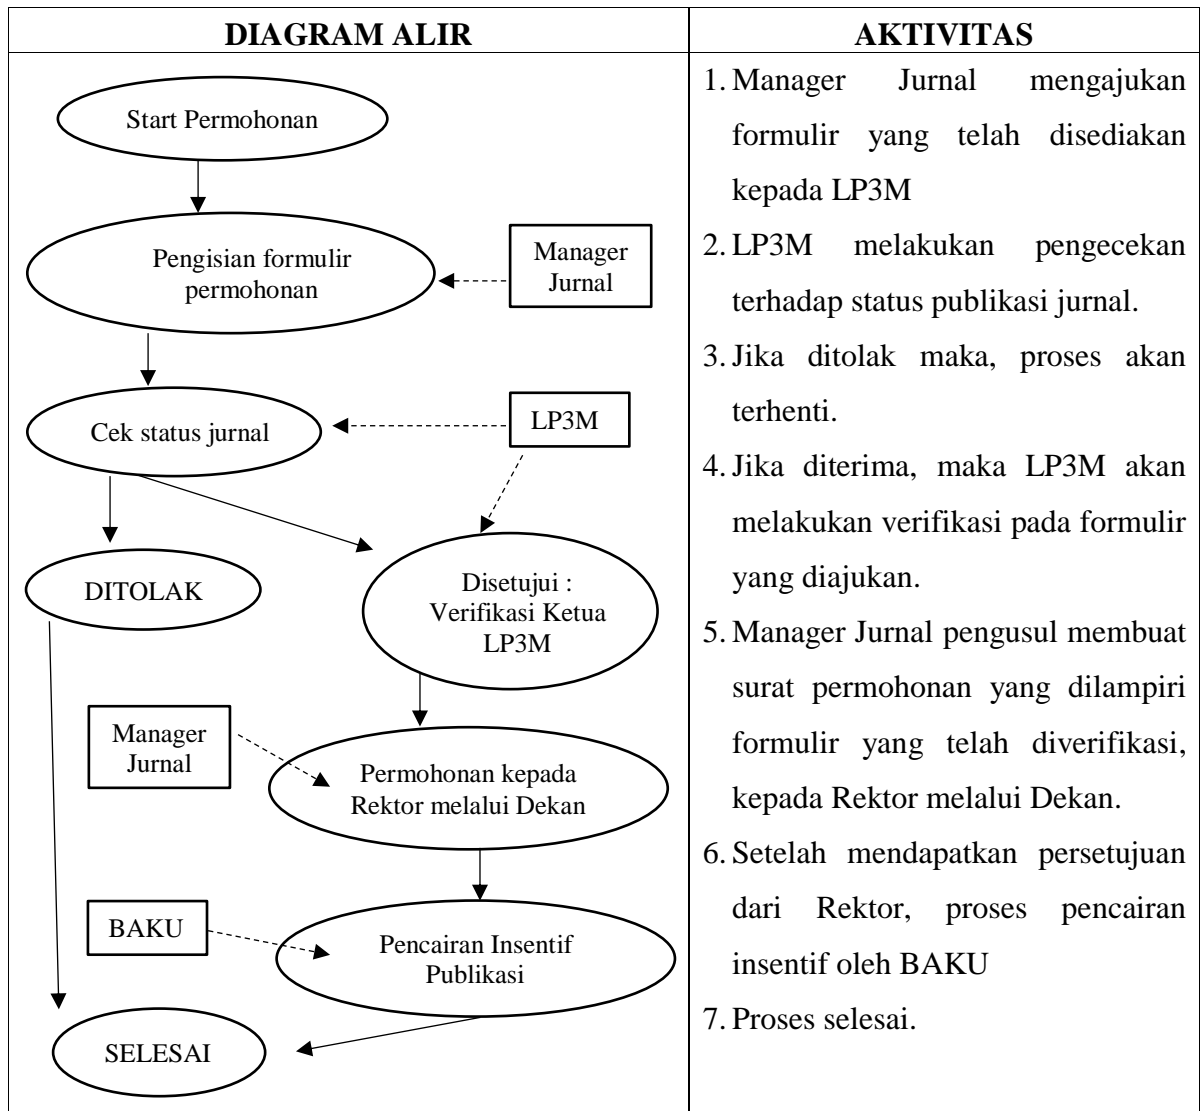 DIAGRAM ALIR
Start Permohonan
Pengisian formulir
permohonan
Manager
Jurnal
Cek status jurnal
LP3M
DITOLAK
Disetujui :
Verifikasi Ketua
LP3M
Manager
Jurnal
Permohonan kepada
Rektor melalui Dekan
BAKU
Pencairan Insentif
Publikasi
SELESAI
AKTIVITAS
1. Manager Jurnal mengajukan
formulir yang telah disediakan
kepada LP3M
2. LP3M melakukan pengecekan
terhadap status publikasi jurnal.
3. Jika ditolak maka, proses akan
terhenti.
4. Jika diterima, maka LP3M akan
melakukan verifikasi pada formulir
yang diajukan.
5. Manager Jurnal pengusul membuat
surat permohonan yang dilampiri
formulir yang telah diverifikasi,
kepada Rektor melalui Dekan.
6. Setelah mendapatkan persetujuan
dari Rektor, proses pencairan
insentif oleh BAKU
7. Proses selesai.